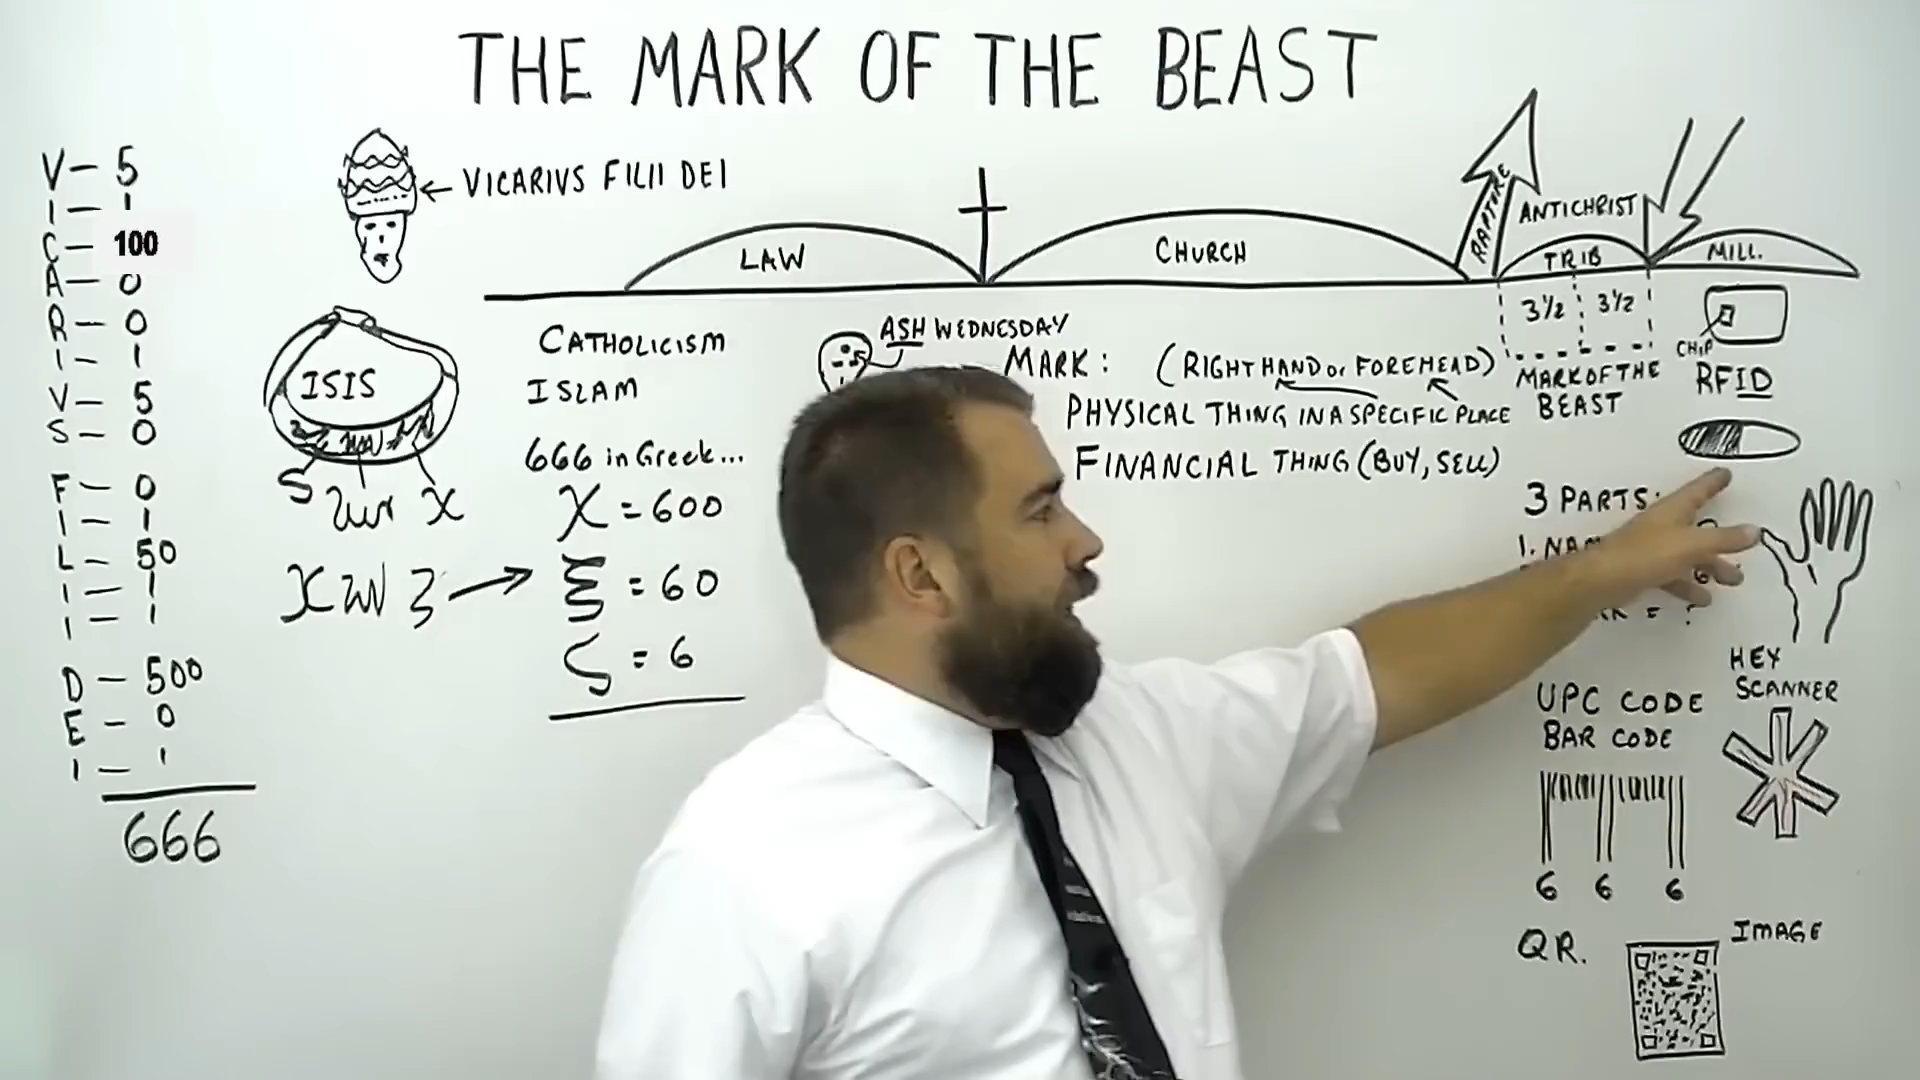 THE MARK OF THE BEAST
V - 5
I - 1
C - 100
A - 0
R - 0
I - 1
V - 5
S - 0
F - 0
I - 1
L - 50
I - 1
I - 1
D - 500
E - 0
I - 1
666
← VICARIVS FILII DEI
LAW
CHURCH
RAPTURE
ANTICHRIST
TRIB
MILL.
3½
3½
MARK OF THE
BEAST
CHIP
RFID
ISIS
CATHOLICISM
ISLAM
666 in Greek...
χ = 600
ξ = 60
ς = 6
ASH WEDNESDAY
MARK: (RIGHT HAND or FOREHEAD)
PHYSICAL THING IN A SPECIFIC PLACE
FINANCIAL THING (BUY, SELL)
3 PARTS:
1.
HEX
SCANNER
UPC CODE
BAR CODE
6 6 6
QR.
IMAGE